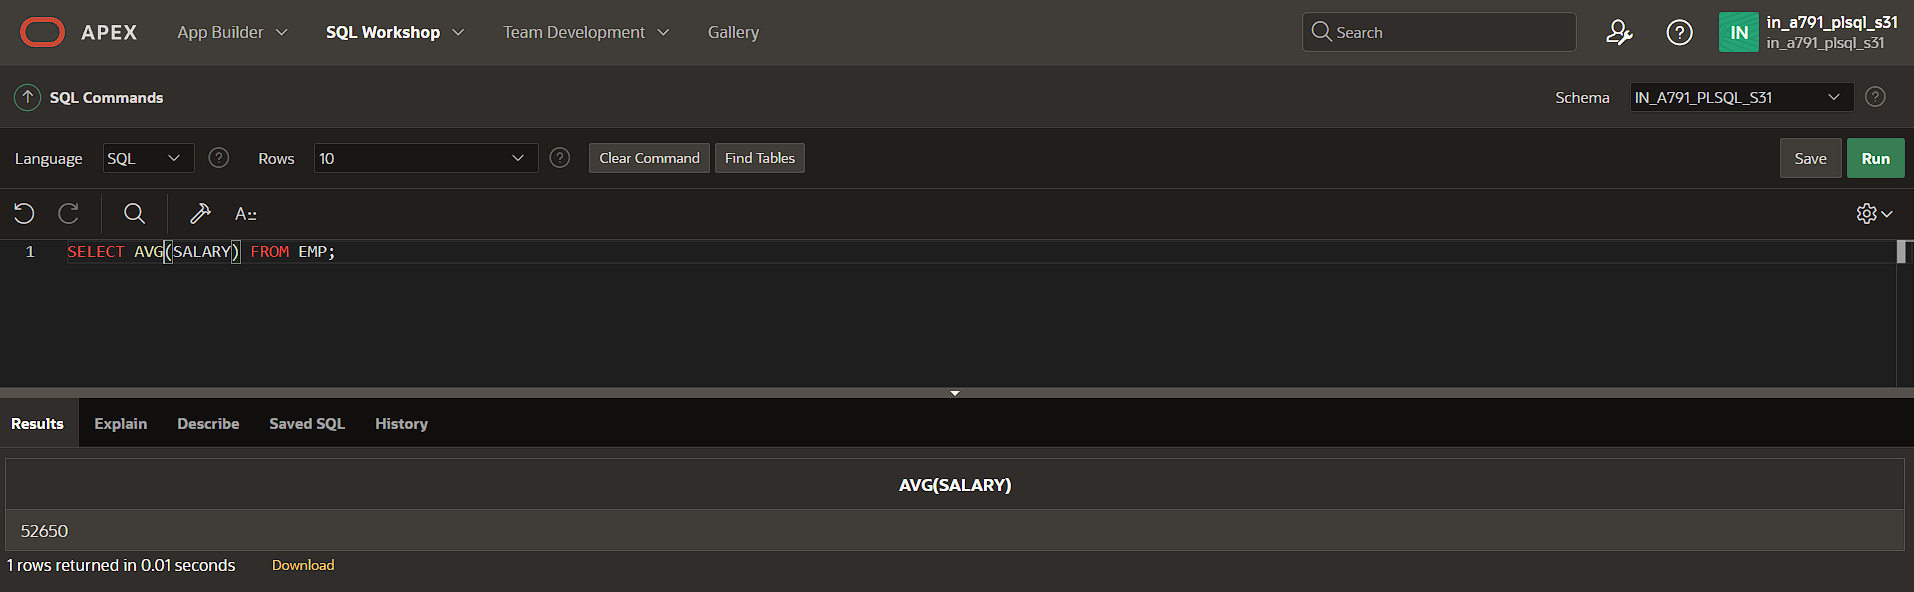 APEX App Builder SQL Workshop Team Development Gallery Search IN in_a791_plsql_s31
in_a791_plsql_s31
SQL Commands Schema IN_A791_PLSQL_S31
Language SQL Rows 10 Clear Command Find Tables Save Run
A::
1 SELECT AVG(SALARY) FROM EMP;
Results Explain Describe Saved SQL History
AVG(SALARY)
52650
1 rows returned in 0.01 seconds Download